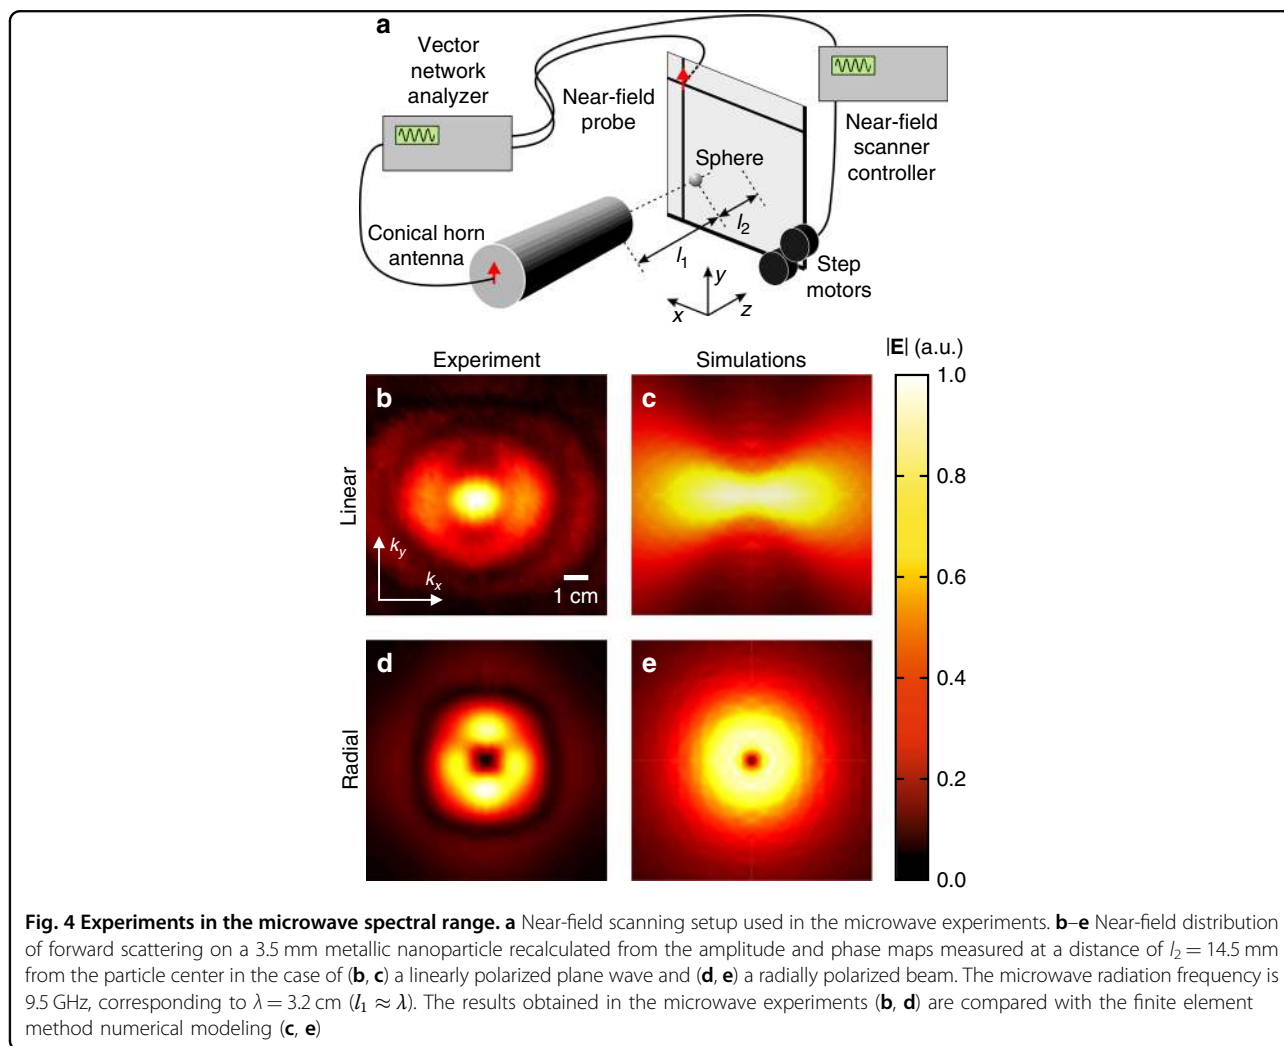 a
Vector
network
analyzer
Near-field
probe
Near-field
scanner
controller
Sphere
l2
l1
Conical horn
antenna
Step
motors
y
x
z
Experiment
Simulations
|E| (a.u.)
b
c
Linear
ky
kx
1 cm
d
e
Radial
1.0
0.8
0.6
0.4
0.2
0.0
Fig. 4 Experiments in the microwave spectral range. a Near-field scanning setup used in the microwave experiments. b–e Near-field distribution
of forward scattering on a 3.5 mm metallic nanoparticle recalculated from the amplitude and phase maps measured at a distance of l2 = 14.5 mm
from the particle center in the case of (b, c) a linearly polarized plane wave and (d, e) a radially polarized beam. The microwave radiation frequency is
9.5 GHz, corresponding to λ = 3.2 cm (l1 ≈ λ). The results obtained in the microwave experiments (b, d) are compared with the finite element
method numerical modeling (c, e)